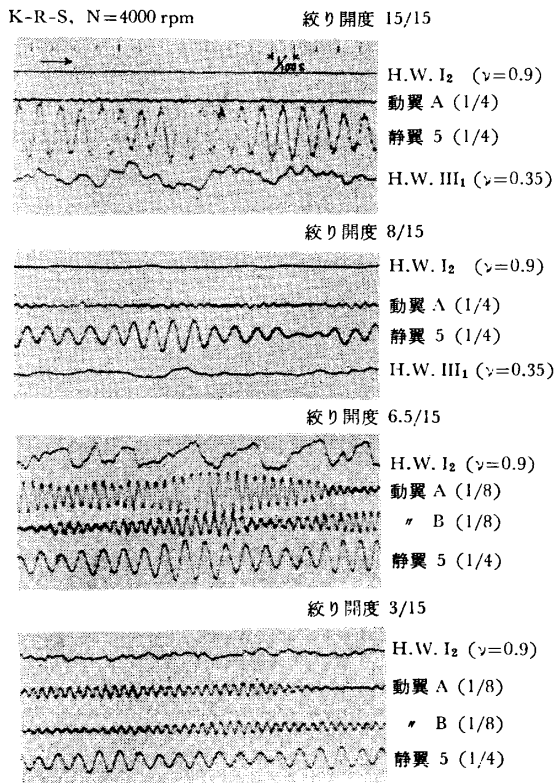 K-R-S, N=4000 rpm 絞り開度 15/15
H.W. I₂ (ν=0.9)
動翼 A (1/4)
静翼 5 (1/4)
H.W. III₁ (ν=0.35)
絞り開度 8/15
H.W. I₂ (ν=0.9)
動翼 A (1/4)
静翼 5 (1/4)
H.W. III₁ (ν=0.35)
絞り開度 6.5/15
H.W. I₂ (ν=0.9)
動翼 A (1/8)
〃 B (1/8)
静翼 5 (1/4)
絞り開度 3/15
H.W. I₂ (ν=0.9)
動翼 A (1/8)
〃 B (1/8)
静翼 5 (1/4)